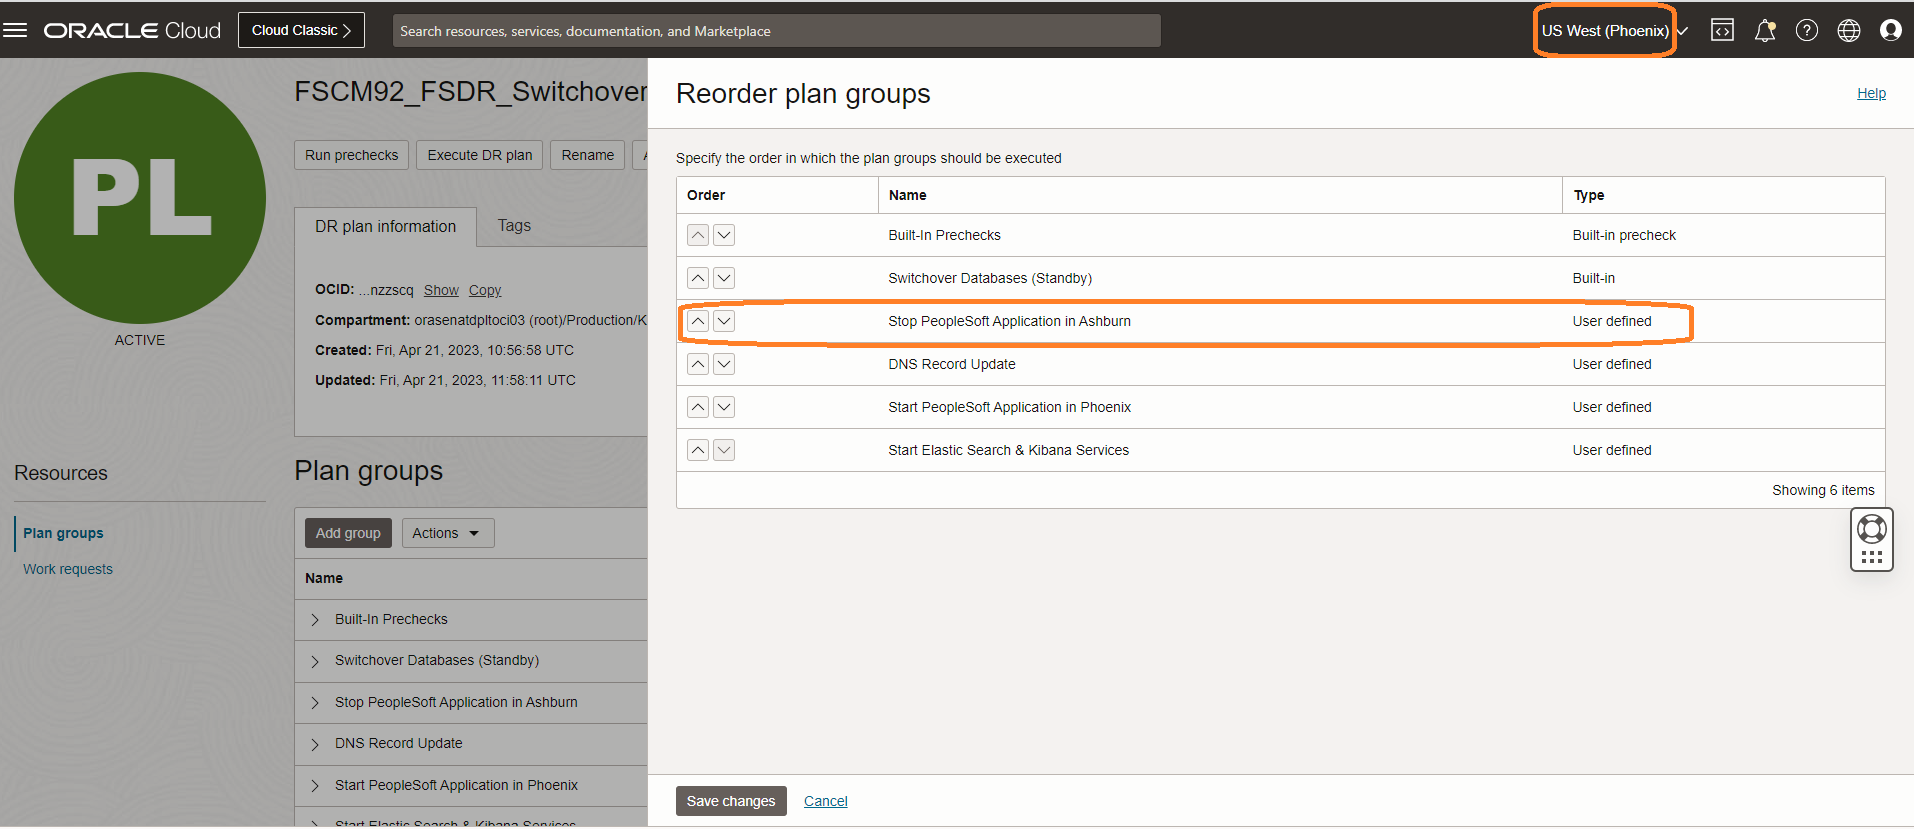 ORACLE Cloud
Cloud Classic
Search resources, services, documentation, and Marketplace
US West (Phoenix)
PL
ACTIVE
Resources
Plan groups
Work requests
FSCM92_FSDR_Switchover
Run prechecks
Execute DR plan
Rename
DR plan information
Tags
OCID: ...nzzscq Show Copy
Compartment: orasenatdpltoci03 (root)/Production/K
Created: Fri, Apr 21, 2023, 10:56:58 UTC
Updated: Fri, Apr 21, 2023, 11:58:11 UTC
Plan groups
Add group
Actions
Name
Built-In Prechecks
Switchover Databases (Standby)
Stop PeopleSoft Application in Ashburn
DNS Record Update
Start PeopleSoft Application in Phoenix
Start Elastic Search & Kibana Services
Reorder plan groups
Help
Specify the order in which the plan groups should be executed
Order Name Type
Built-In Prechecks Built-in precheck
Switchover Databases (Standby) Built-in
Stop PeopleSoft Application in Ashburn User defined
DNS Record Update User defined
Start PeopleSoft Application in Phoenix User defined
Start Elastic Search & Kibana Services User defined
Showing 6 items
Save changes
Cancel